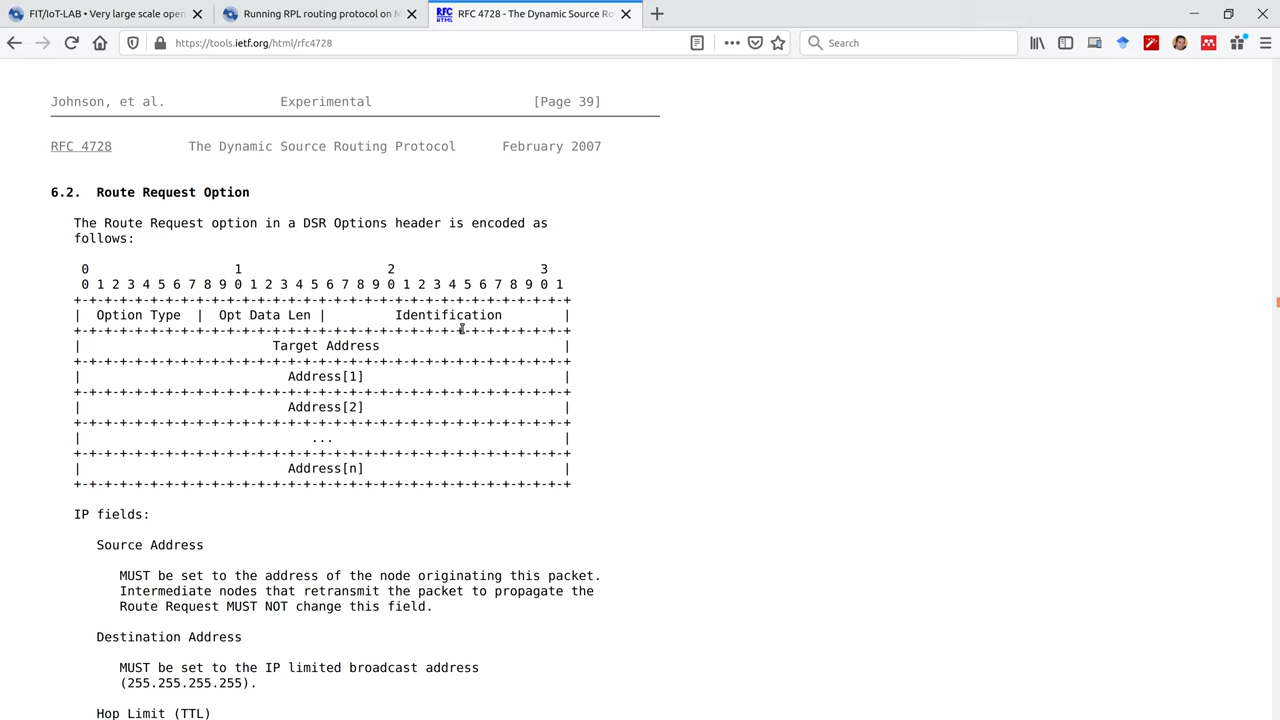 FIT/IoT-LAB • Very large scale open
Running RPL routing protocol on M
RFC 4728 - The Dynamic Source Ro
https://tools.ietf.org/html/rfc4728
Search
Johnson, et al.              Experimental                     [Page 39]
RFC 4728          The Dynamic Source Routing Protocol      February 2007
6.2.  Route Request Option
The Route Request option in a DSR Options header is encoded as
follows:
0                   1                   2                   3
0 1 2 3 4 5 6 7 8 9 0 1 2 3 4 5 6 7 8 9 0 1 2 3 4 5 6 7 8 9 0 1
+-+-+-+-+-+-+-+-+-+-+-+-+-+-+-+-+-+-+-+-+-+-+-+-+-+-+-+-+-+-+-+-+
|  Option Type  |  Opt Data Len |         Identification        |
+-+-+-+-+-+-+-+-+-+-+-+-+-+-+-+-+-+-+-+-+-+-+-+-+-+-+-+-+-+-+-+-+
|                         Target Address                        |
+-+-+-+-+-+-+-+-+-+-+-+-+-+-+-+-+-+-+-+-+-+-+-+-+-+-+-+-+-+-+-+-+
|                           Address[1]                          |
+-+-+-+-+-+-+-+-+-+-+-+-+-+-+-+-+-+-+-+-+-+-+-+-+-+-+-+-+-+-+-+-+
|                           Address[2]                          |
+-+-+-+-+-+-+-+-+-+-+-+-+-+-+-+-+-+-+-+-+-+-+-+-+-+-+-+-+-+-+-+-+
|                              ...                              |
+-+-+-+-+-+-+-+-+-+-+-+-+-+-+-+-+-+-+-+-+-+-+-+-+-+-+-+-+-+-+-+-+
|                           Address[n]                          |
+-+-+-+-+-+-+-+-+-+-+-+-+-+-+-+-+-+-+-+-+-+-+-+-+-+-+-+-+-+-+-+-+
IP fields:
Source Address
MUST be set to the address of the node originating this packet.
Intermediate nodes that retransmit the packet to propagate the
Route Request MUST NOT change this field.
Destination Address
MUST be set to the IP limited broadcast address
(255.255.255.255).
Hop Limit (TTL)